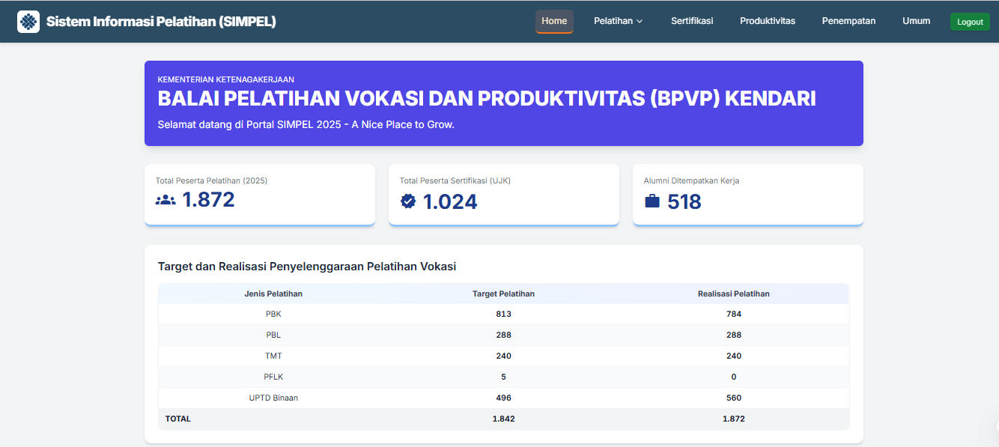 Sistem Informasi Pelatihan (SIMPEL) Home Pelatihan Sertifikasi Produktivitas Penempatan Umum Logout
KEMENTERIAN KETENAGAKERJAAN
BALAI PELATIHAN VOKASI DAN PRODUKTIVITAS (BPVP) KENDARI
Selamat datang di Portal SIMPEL 2025 - A Nice Place to Grow.
Total Peserta Pelatihan (2025)
1.872
Total Peserta Sertifikasi (UJK)
1.024
Alumni Ditempatkan Kerja
518
Target dan Realisasi Penyelenggaraan Pelatihan Vokasi
Jenis Pelatihan Target Pelatihan Realisasi Pelatihan
PBK 813 784
PBL 288 288
TMT 240 240
PFLK 5 0
UPTD Binaan 496 560
TOTAL 1.842 1.872